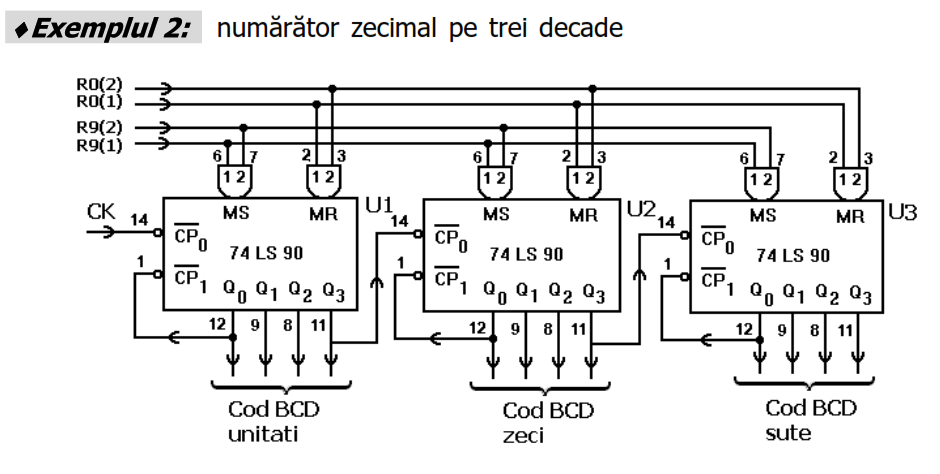 ♦Exemplul 2: numărător zecimal pe trei decade
R0(2)
R0(1)
R9(2)
R9(1)
6 7 2 3 6 7 2 3 6 7 2 3
1 2 1 2 1 2 1 2 1 2 1 2
MS MR U1 MS MR U2 MS MR U3
CK 14 CP0 14 CP0 14 CP0
74 LS 90 74 LS 90 74 LS 90
1 CP1 1 CP1 1 CP1
Q0 Q1 Q2 Q3 Q0 Q1 Q2 Q3 Q0 Q1 Q2 Q3
12 9 8 11 12 9 8 11 12 9 8 11
Cod BCD Cod BCD Cod BCD
unitati zeci sute